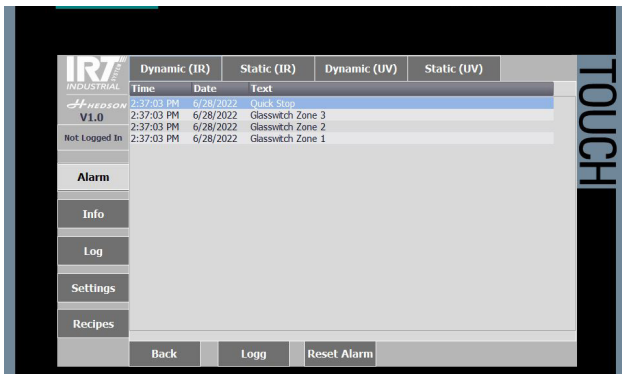 IRT
INDUSTRIAL
HEDSON
V1.0
Not Logged In
Alarm
Info
Log
Settings
Recipes
Dynamic (IR) Static (IR) Dynamic (UV) Static (UV)
Time Date Text
2:37:03 PM 6/28/2022 Quick Stop
2:37:03 PM 6/28/2022 Glasswitch Zone 3
2:37:03 PM 6/28/2022 Glasswitch Zone 2
2:37:03 PM 6/28/2022 Glasswitch Zone 1
Back Logg Reset Alarm
TOUCH